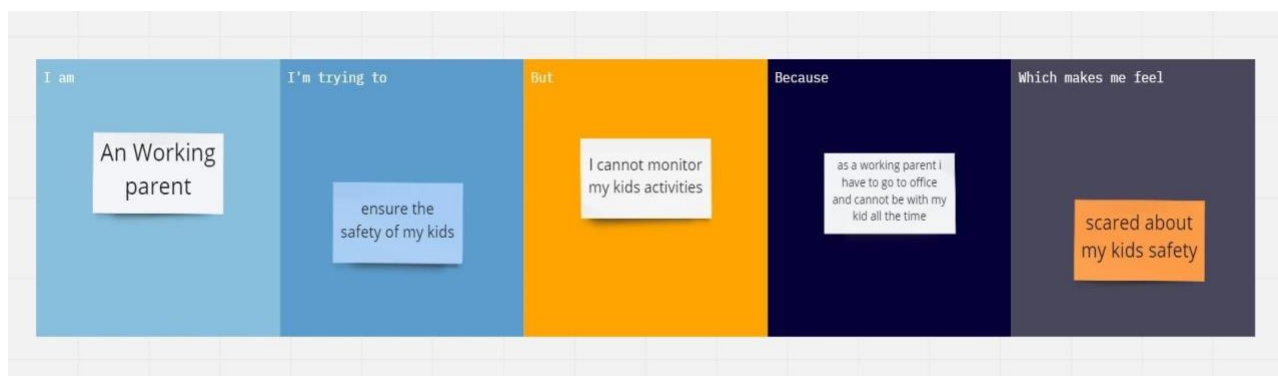 I am
An Working
parent
I'm trying to
ensure the
safety of my kids
But
I cannot monitor
my kids activities
Because
as a working parent i
have to go to office
and cannot be with my
kid all the time
Which makes me feel
scared about
my kids safety